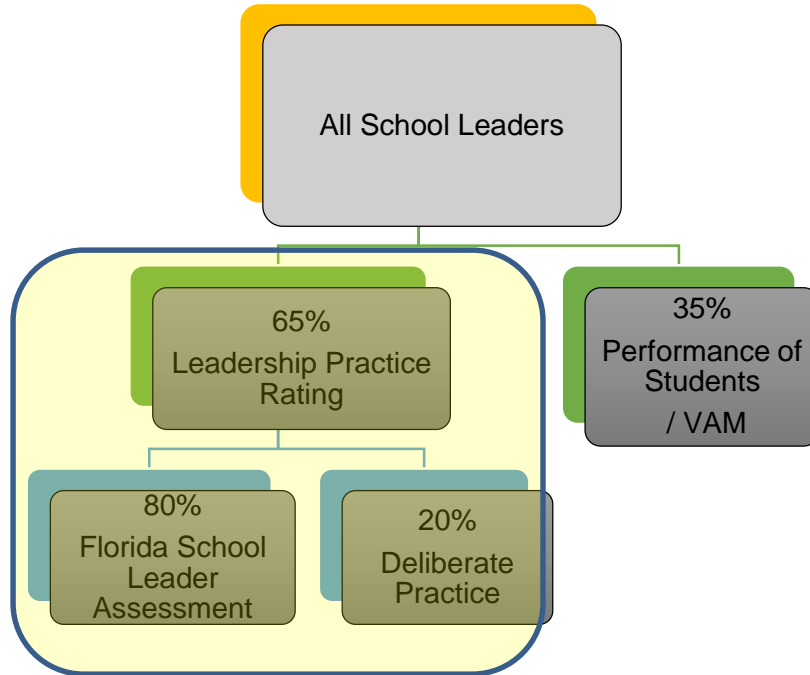 All School Leaders
65%
Leadership Practice
Rating
35%
Performance of
Students
/ VAM
80%
Florida School
Leader
Assessment
20%
Deliberate
Practice